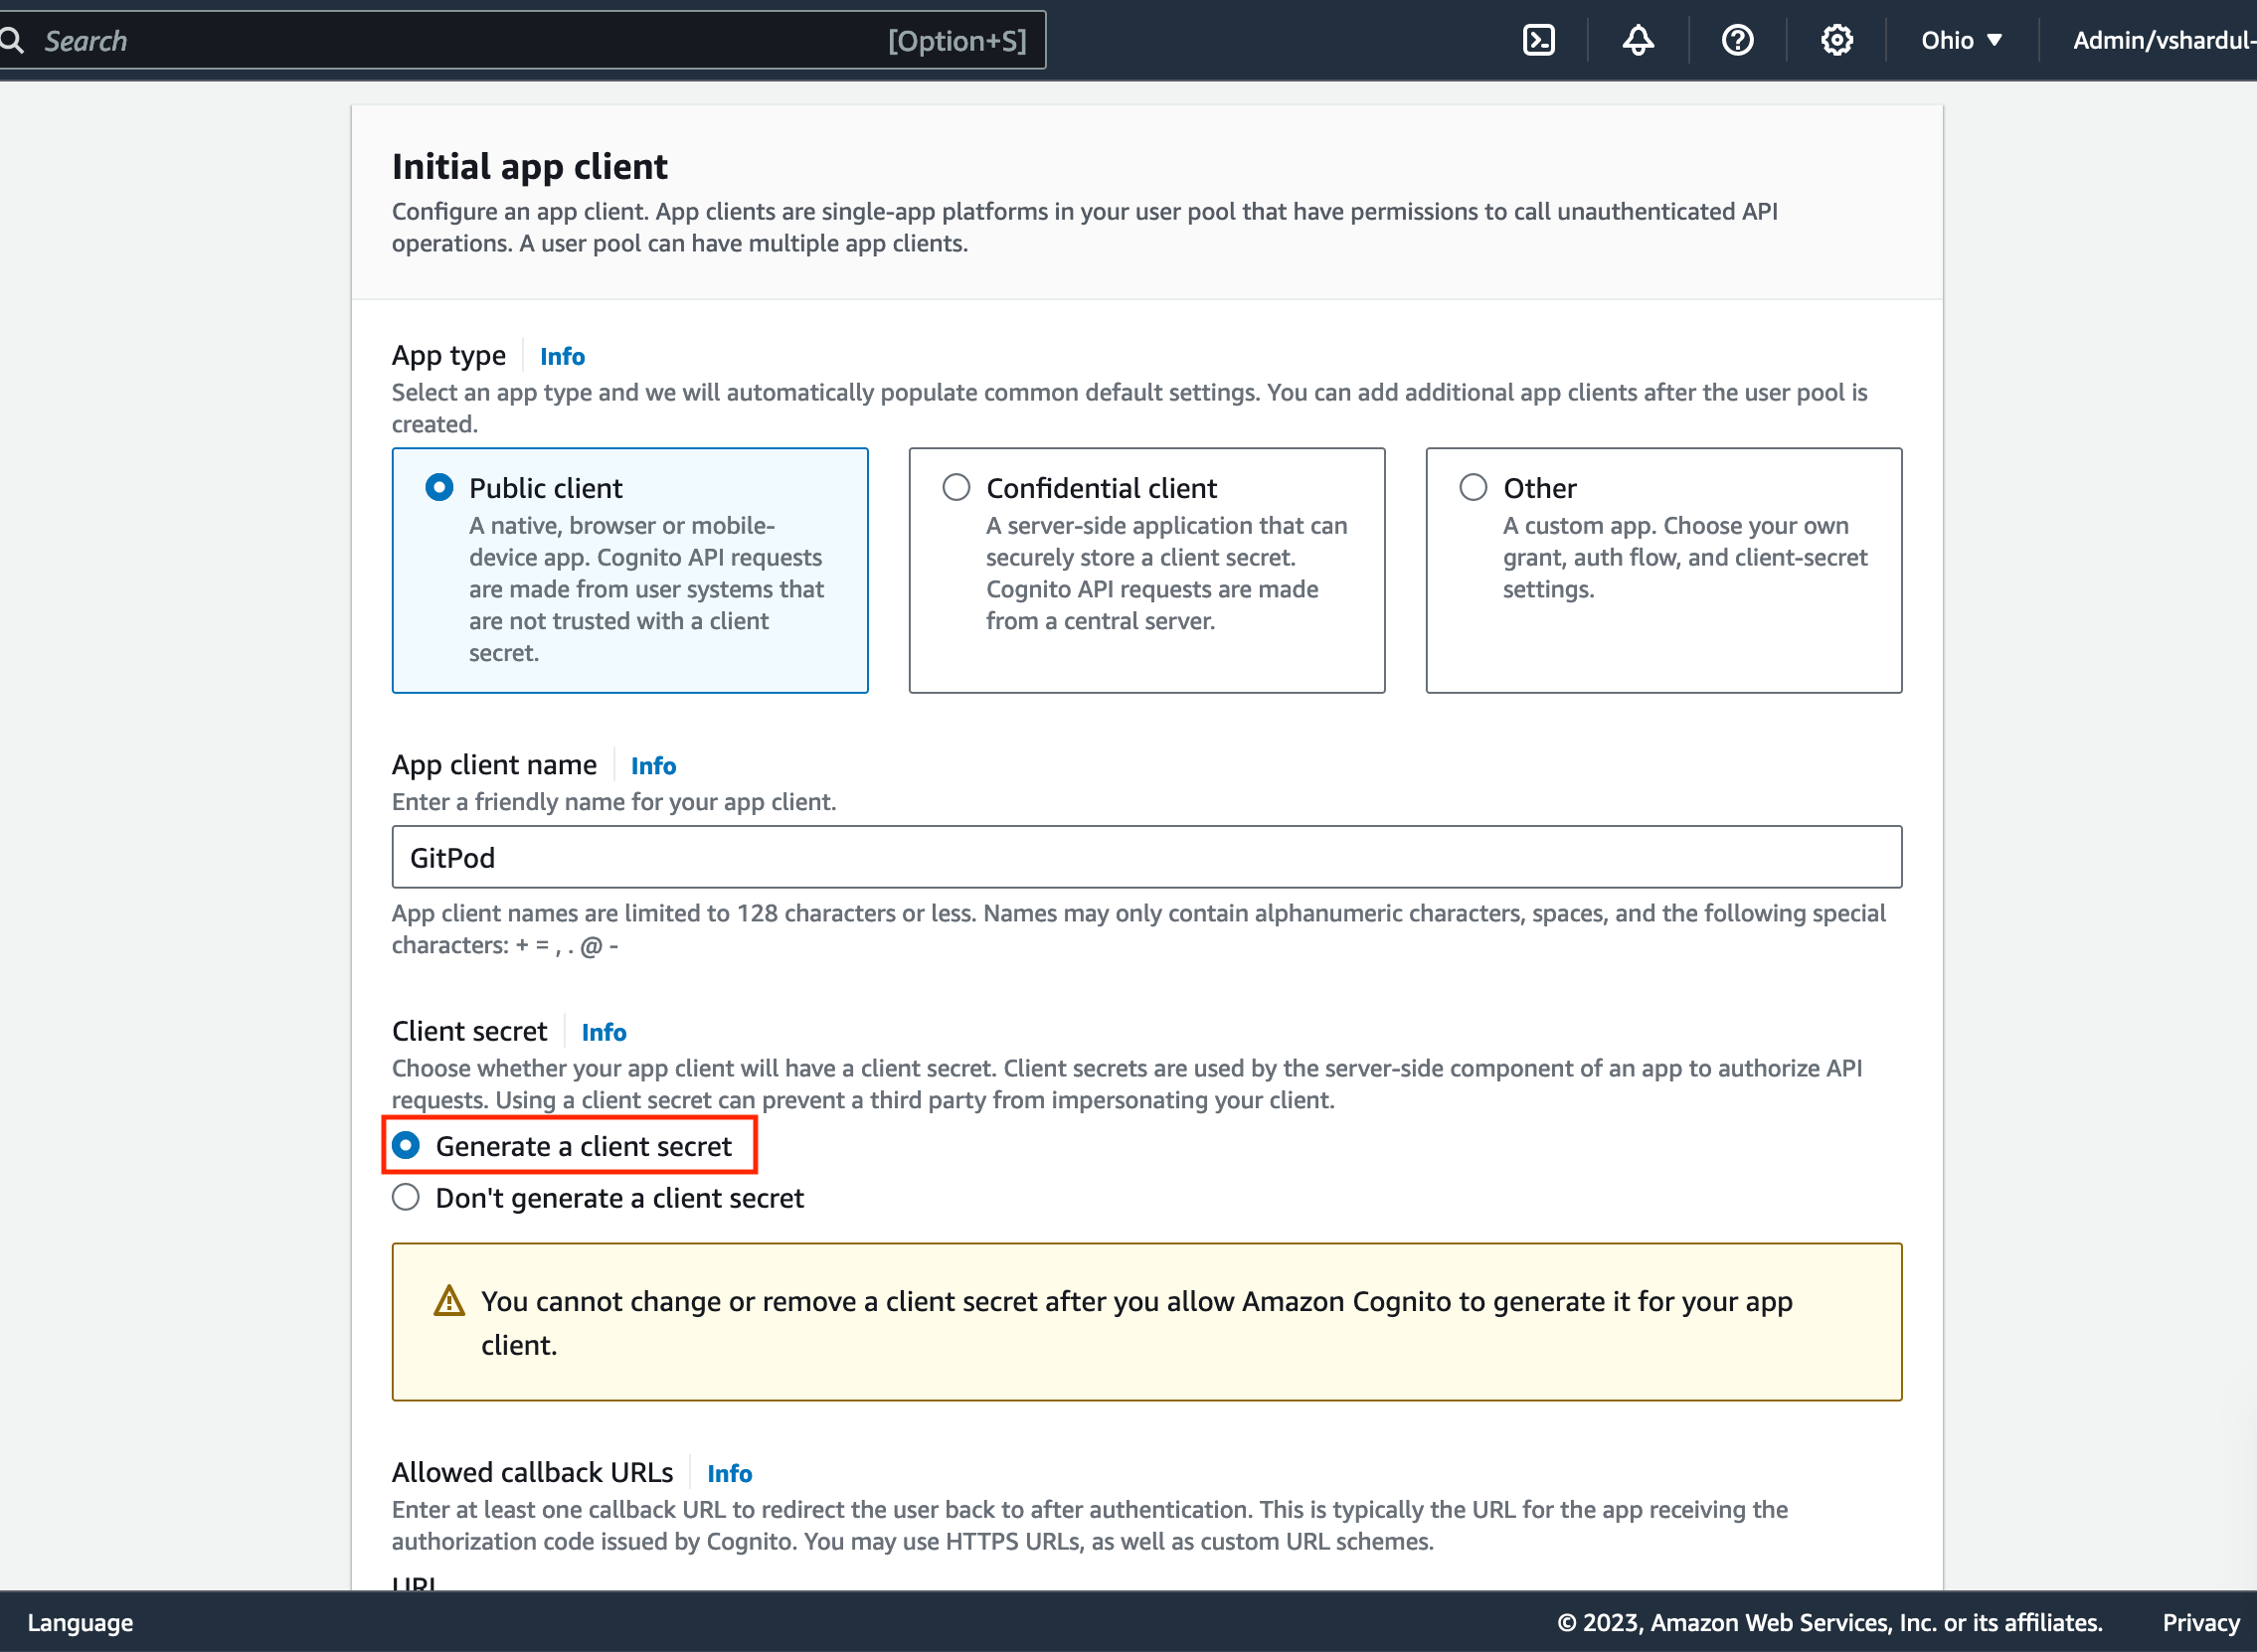 Search [Option+S] Ohio ▼ Admin/vshardul-
Initial app client
Configure an app client. App clients are single-app platforms in your user pool that have permissions to call unauthenticated API
operations. A user pool can have multiple app clients.
App type Info
Select an app type and we will automatically populate common default settings. You can add additional app clients after the user pool is
created.
Public client
A native, browser or mobile-
device app. Cognito API requests
are made from user systems that
are not trusted with a client
secret.
Confidential client
A server-side application that can
securely store a client secret.
Cognito API requests are made
from a central server.
Other
A custom app. Choose your own
grant, auth flow, and client-secret
settings.
App client name Info
Enter a friendly name for your app client.
GitPod
App client names are limited to 128 characters or less. Names may only contain alphanumeric characters, spaces, and the following special
characters: + = , . @ -
Client secret Info
Choose whether your app client will have a client secret. Client secrets are used by the server-side component of an app to authorize API
requests. Using a client secret can prevent a third party from impersonating your client.
Generate a client secret
Don't generate a client secret
You cannot change or remove a client secret after you allow Amazon Cognito to generate it for your app
client.
Allowed callback URLs Info
Enter at least one callback URL to redirect the user back to after authentication. This is typically the URL for the app receiving the
authorization code issued by Cognito. You may use HTTPS URLs, as well as custom URL schemes.
URL
Language © 2023, Amazon Web Services, Inc. or its affiliates. Privacy